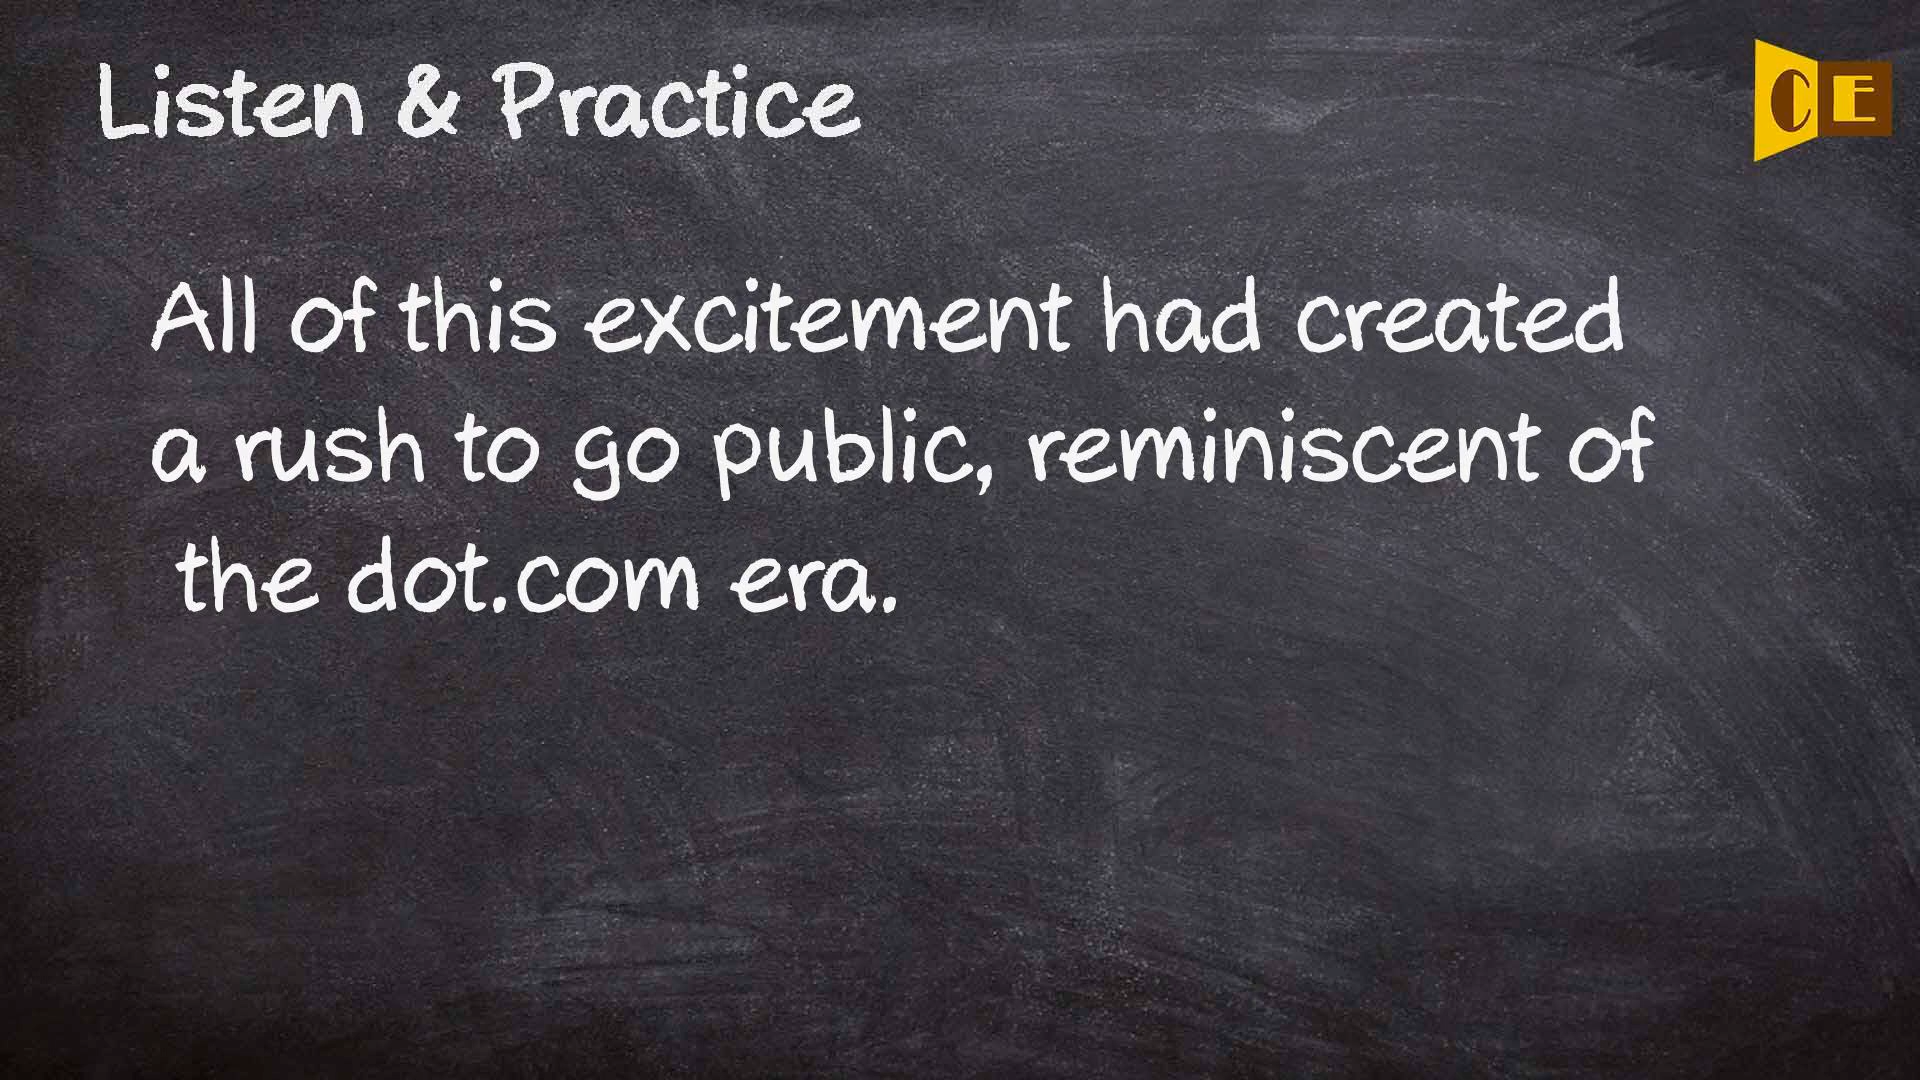 Listen & Practice
CE
All of this excitement had created
a rush to go public, reminiscent of
the dot.com era.